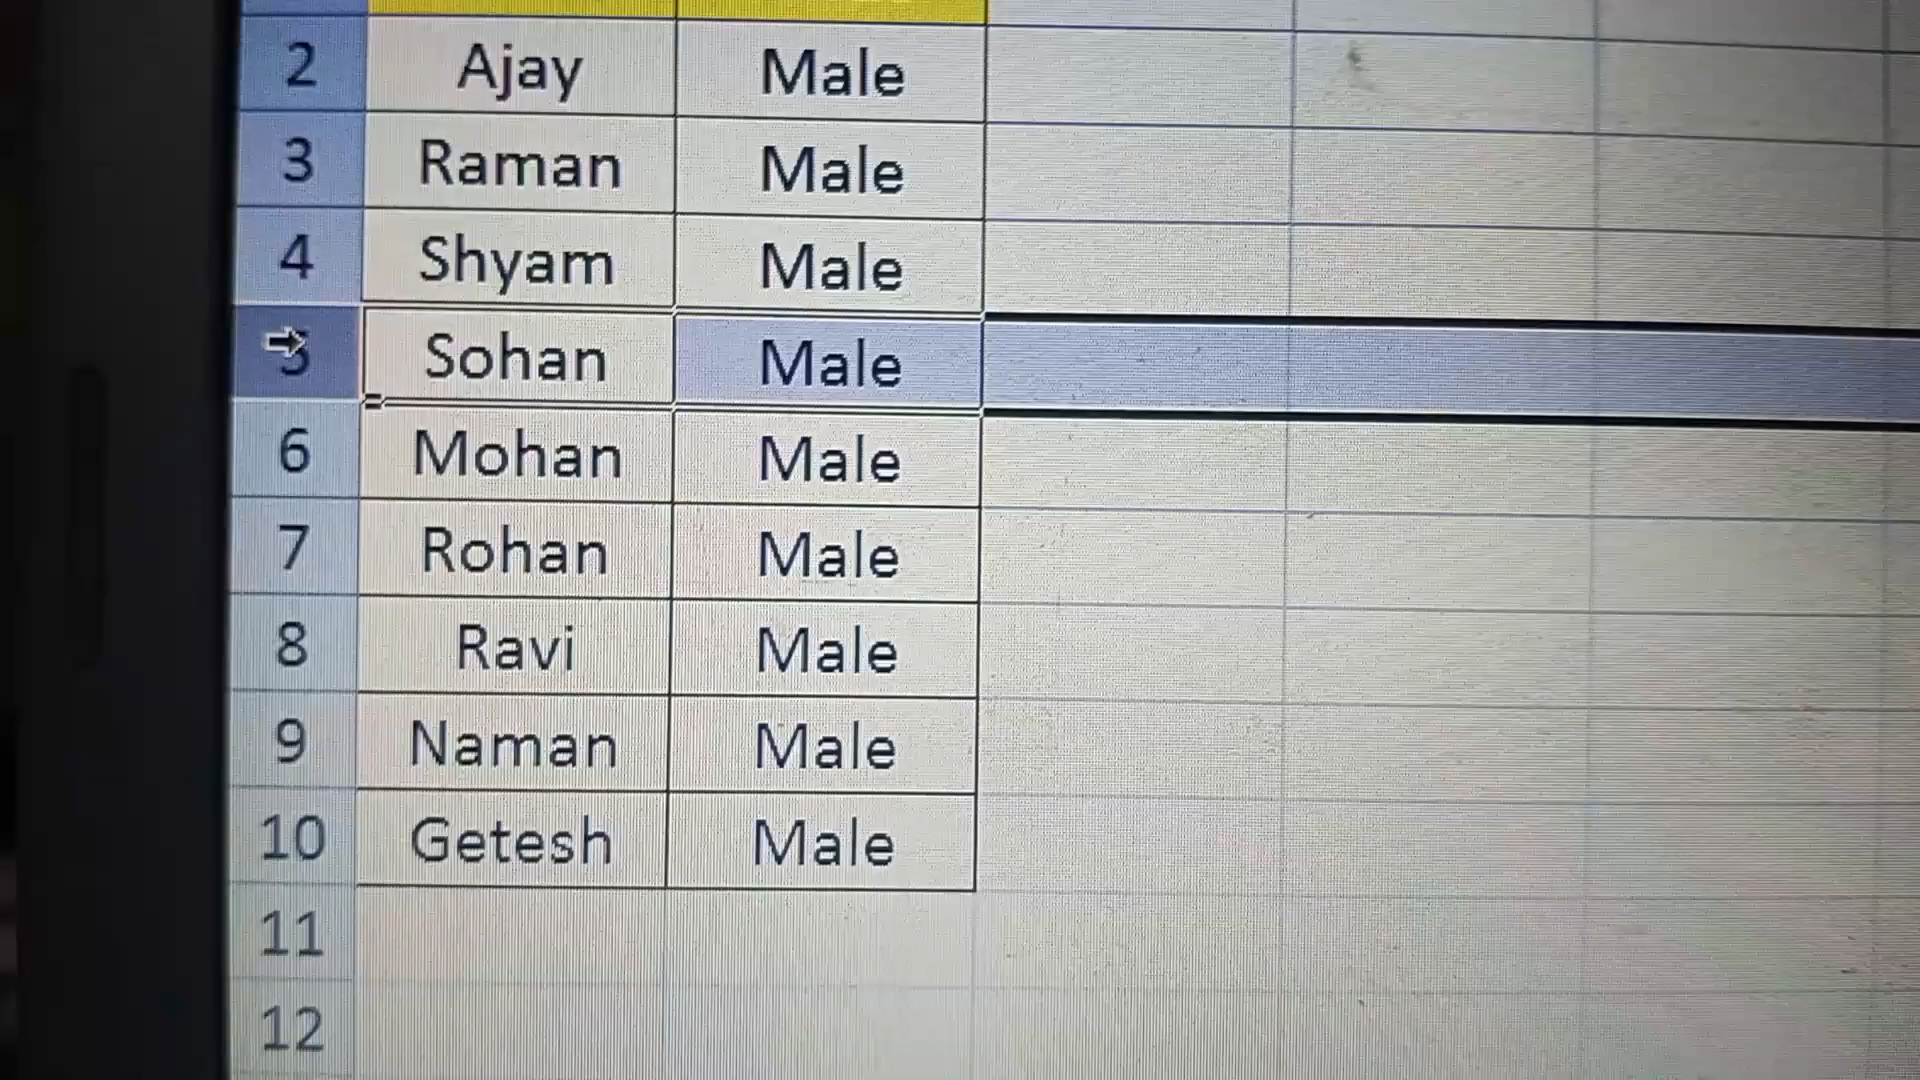 2 Ajay Male
3 Raman Male
4 Shyam Male
5 Sohan Male
6 Mohan Male
7 Rohan Male
8 Ravi Male
9 Naman Male
10 Getesh Male
11
12